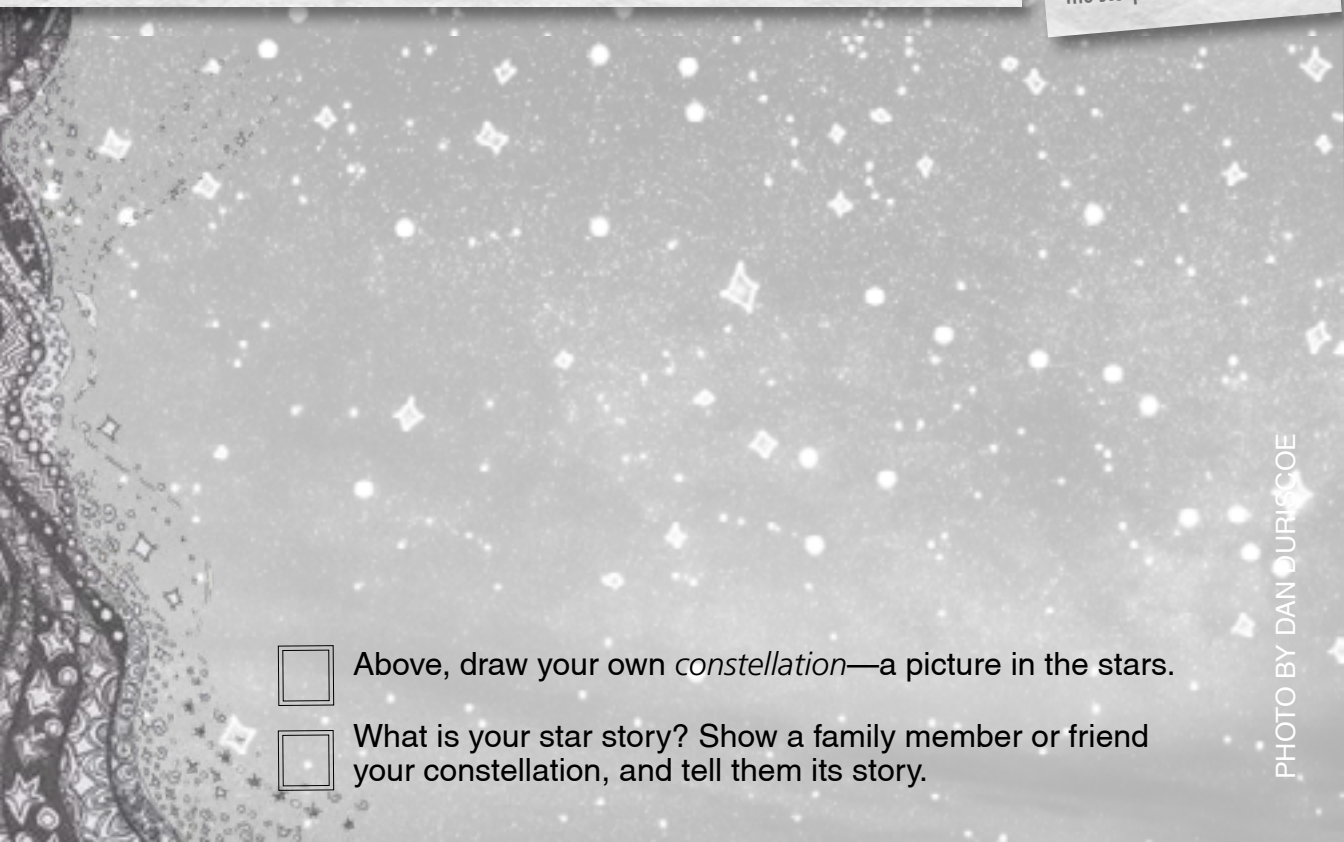 Above, draw your own constellation—a picture in the stars.
What is your star story? Show a family member or friend
your constellation, and tell them its story.
PHOTO BY DAN DURISCOE